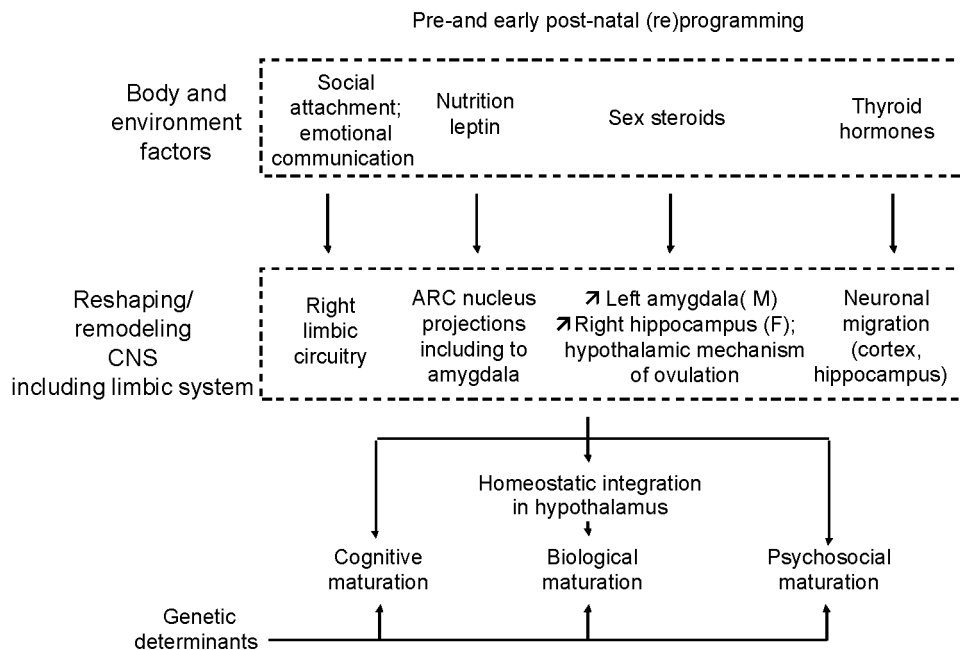 Pre-and early post-natal (re)programming
Body and
environment
factors
Social
attachment;
emotional
communication
Nutrition
leptin
Sex steroids
Thyroid
hormones
Reshaping/
remodeling
CNS
including limbic system
Right
limbic
circuitry
ARC nucleus
projections
including to
amygdala
↗ Left amygdala( M)
↗ Right hippocampus (F);
hypothalamic mechanism
of ovulation
Neuronal
migration
(cortex,
hippocampus)
Homeostatic integration
in hypothalamus
Cognitive
maturation
Biological
maturation
Psychosocial
maturation
Genetic
determinants